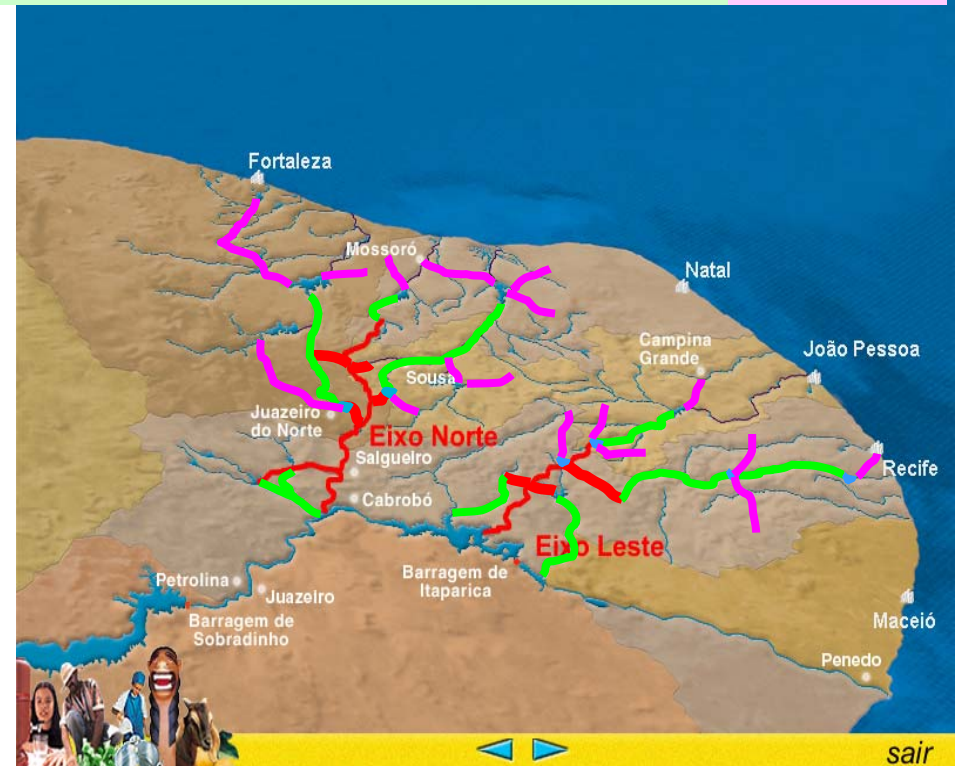 Fortaleza
Mossoró
Natal
Campina
Grande
João Pessoa
Sousa
Juazeiro
do Norte
Eixo Norte
Salgueiro
Recife
Cabrobó
Eixo Leste
Barragem de
Itaparica
Petrolina
Juazeiro
Barragem de
Sobradinho
Maceió
Penedo
sair